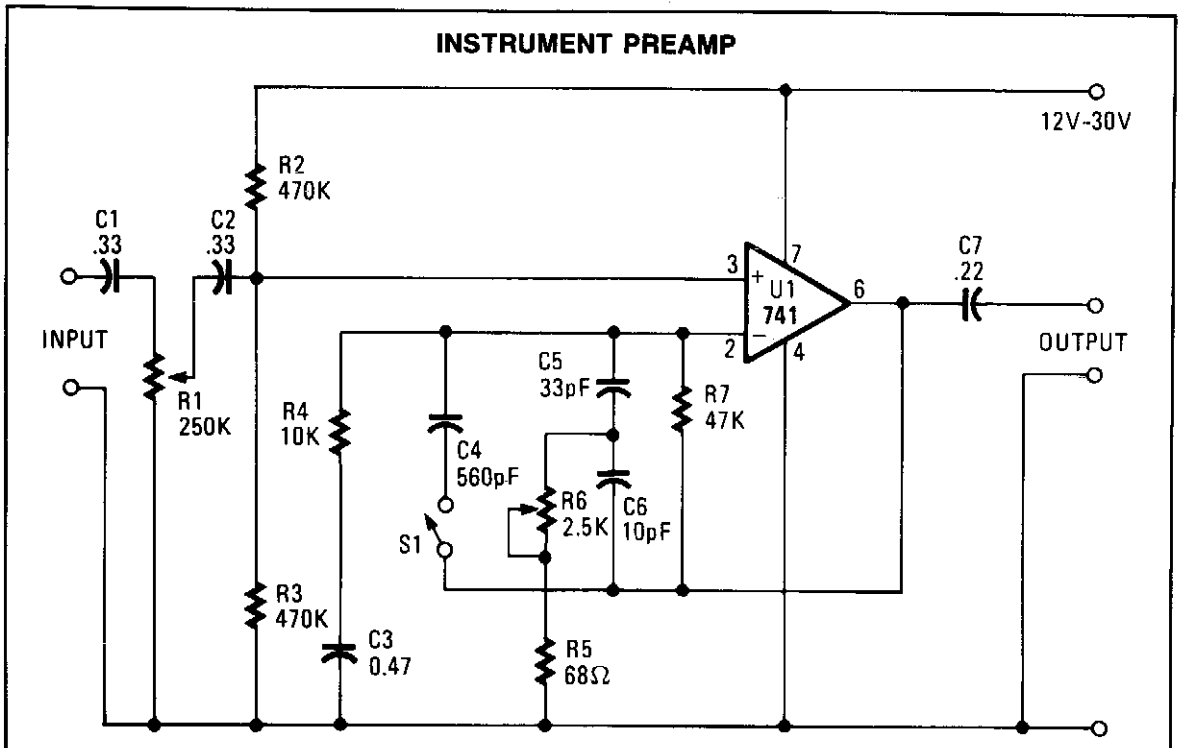 INSTRUMENT PREAMP
12V-30V
R2
470K
C1
.33
C2
.33
3
+
7
U1
741
6
C7
.22
INPUT
2
−
4
OUTPUT
R1
250K
R4
10K
C5
33pF
R7
47K
C4
560pF
R6
2.5K
C6
10pF
S1
R3
470K
C3
0.47
R5
68Ω